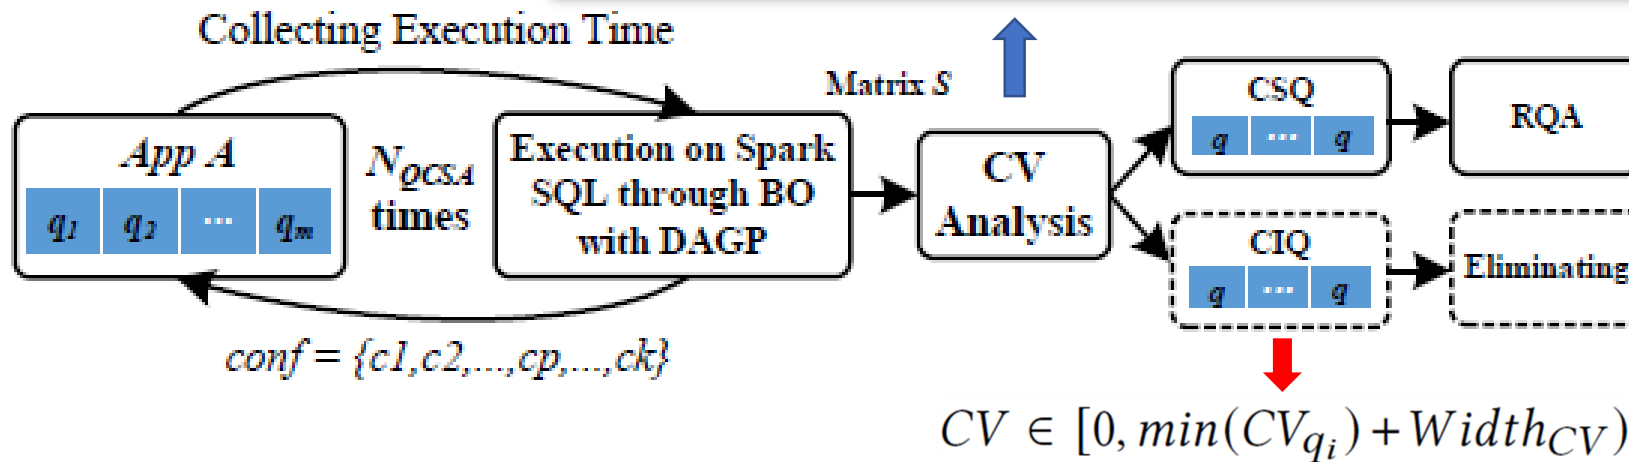 Collecting Execution Time
App A
q1 q2 ... qm
NQCSA
times
Execution on Spark
SQL through BO
with DAGP
conf = {c1,c2,...,cp,...,ck}
Matrix S
CV
Analysis
CSQ
q ... q
RQA
CIQ
q ... q
Eliminating
CV ∈ [0, min(CVqi) + WidthCV)